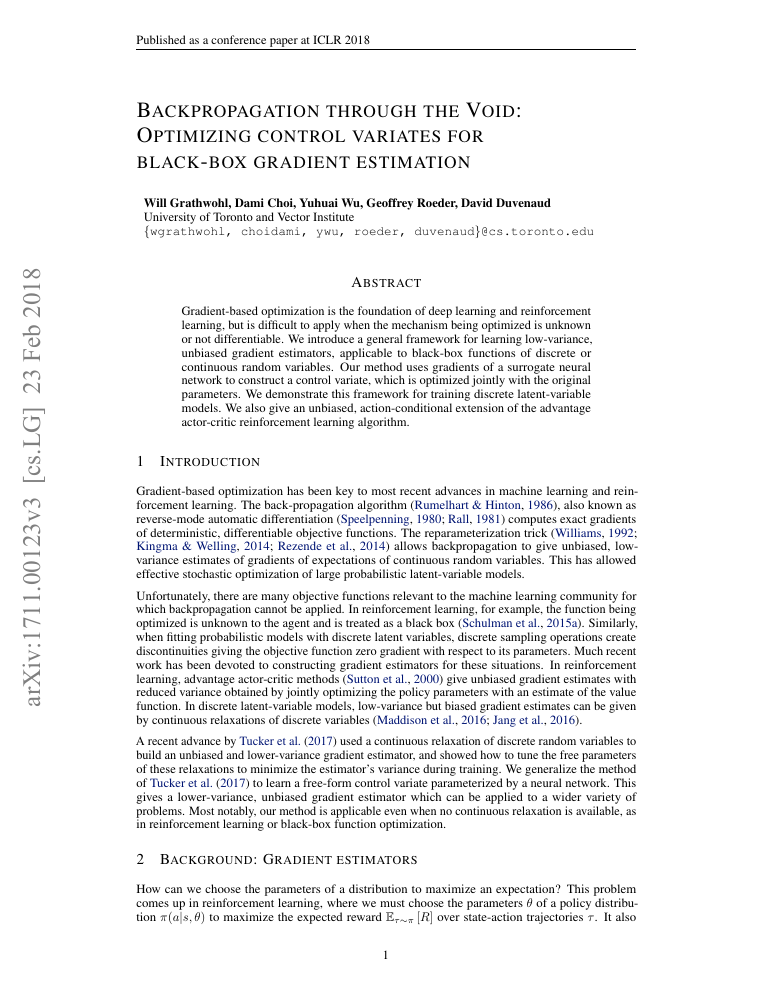 Published as a conference paper at ICLR 2018
BACKPROPAGATION THROUGH THE VOID:
OPTIMIZING CONTROL VARIATES FOR
BLACK-BOX GRADIENT ESTIMATION
Will Grathwohl, Dami Choi, Yuhuai Wu, Geoffrey Roeder, David Duvenaud
University of Toronto and Vector Institute
{wgrathwohl, choidami, ywu, roeder, duvenaud}@cs.toronto.edu
ABSTRACT
Gradient-based optimization is the foundation of deep learning and reinforcement
learning, but is difficult to apply when the mechanism being optimized is unknown
or not differentiable. We introduce a general framework for learning low-variance,
unbiased gradient estimators, applicable to black-box functions of discrete or
continuous random variables. Our method uses gradients of a surrogate neural
network to construct a control variate, which is optimized jointly with the original
parameters. We demonstrate this framework for training discrete latent-variable
models. We also give an unbiased, action-conditional extension of the advantage
actor-critic reinforcement learning algorithm.
1 INTRODUCTION
Gradient-based optimization has been key to most recent advances in machine learning and rein-
forcement learning. The back-propagation algorithm (Rumelhart & Hinton, 1986), also known as
reverse-mode automatic differentiation (Speelpenning, 1980; Rall, 1981) computes exact gradients
of deterministic, differentiable objective functions. The reparameterization trick (Williams, 1992;
Kingma & Welling, 2014; Rezende et al., 2014) allows backpropagation to give unbiased, low-
variance estimates of gradients of expectations of continuous random variables. This has allowed
effective stochastic optimization of large probabilistic latent-variable models.
Unfortunately, there are many objective functions relevant to the machine learning community for
which backpropagation cannot be applied. In reinforcement learning, for example, the function being
optimized is unknown to the agent and is treated as a black box (Schulman et al., 2015a). Similarly,
when fitting probabilistic models with discrete latent variables, discrete sampling operations create
discontinuities giving the objective function zero gradient with respect to its parameters. Much recent
work has been devoted to constructing gradient estimators for these situations. In reinforcement
learning, advantage actor-critic methods (Sutton et al., 2000) give unbiased gradient estimates with
reduced variance obtained by jointly optimizing the policy parameters with an estimate of the value
function. In discrete latent-variable models, low-variance but biased gradient estimates can be given
by continuous relaxations of discrete variables (Maddison et al., 2016; Jang et al., 2016).
A recent advance by Tucker et al. (2017) used a continuous relaxation of discrete random variables to
build an unbiased and lower-variance gradient estimator, and showed how to tune the free parameters
of these relaxations to minimize the estimator's variance during training. We generalize the method
of Tucker et al. (2017) to learn a free-form control variate parameterized by a neural network. This
gives a lower-variance, unbiased gradient estimator which can be applied to a wider variety of
problems. Most notably, our method is applicable even when no continuous relaxation is available, as
in reinforcement learning or black-box function optimization.
2 BACKGROUND: GRADIENT ESTIMATORS
How can we choose the parameters of a distribution to maximize an expectation? This problem
comes up in reinforcement learning, where we must choose the parameters θ of a policy distribu-
tion π(a|s, θ) to maximize the expected reward 𝔼τ∼π [R] over state-action trajectories τ. It also
1
arXiv:1711.00123v3 [cs.LG] 23 Feb 2018